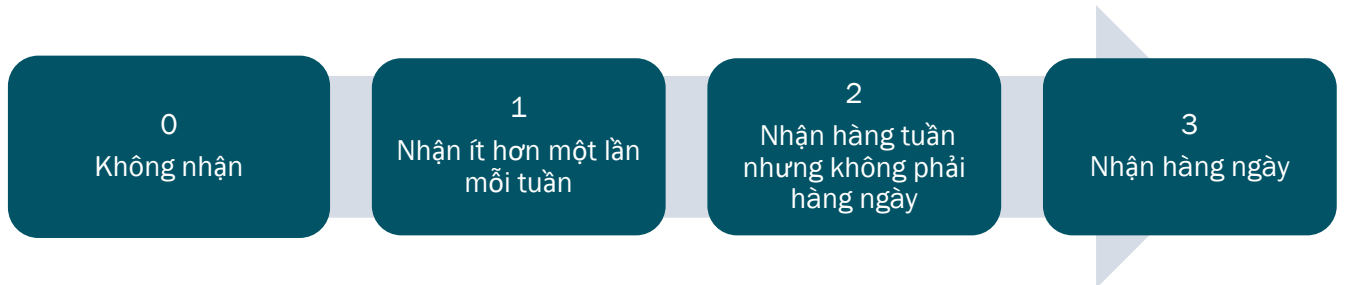 0
Không nhận
1
Nhận ít hơn một lần
mỗi tuần
2
Nhận hàng tuần
nhưng không phải
hàng ngày
3
Nhận hàng ngày